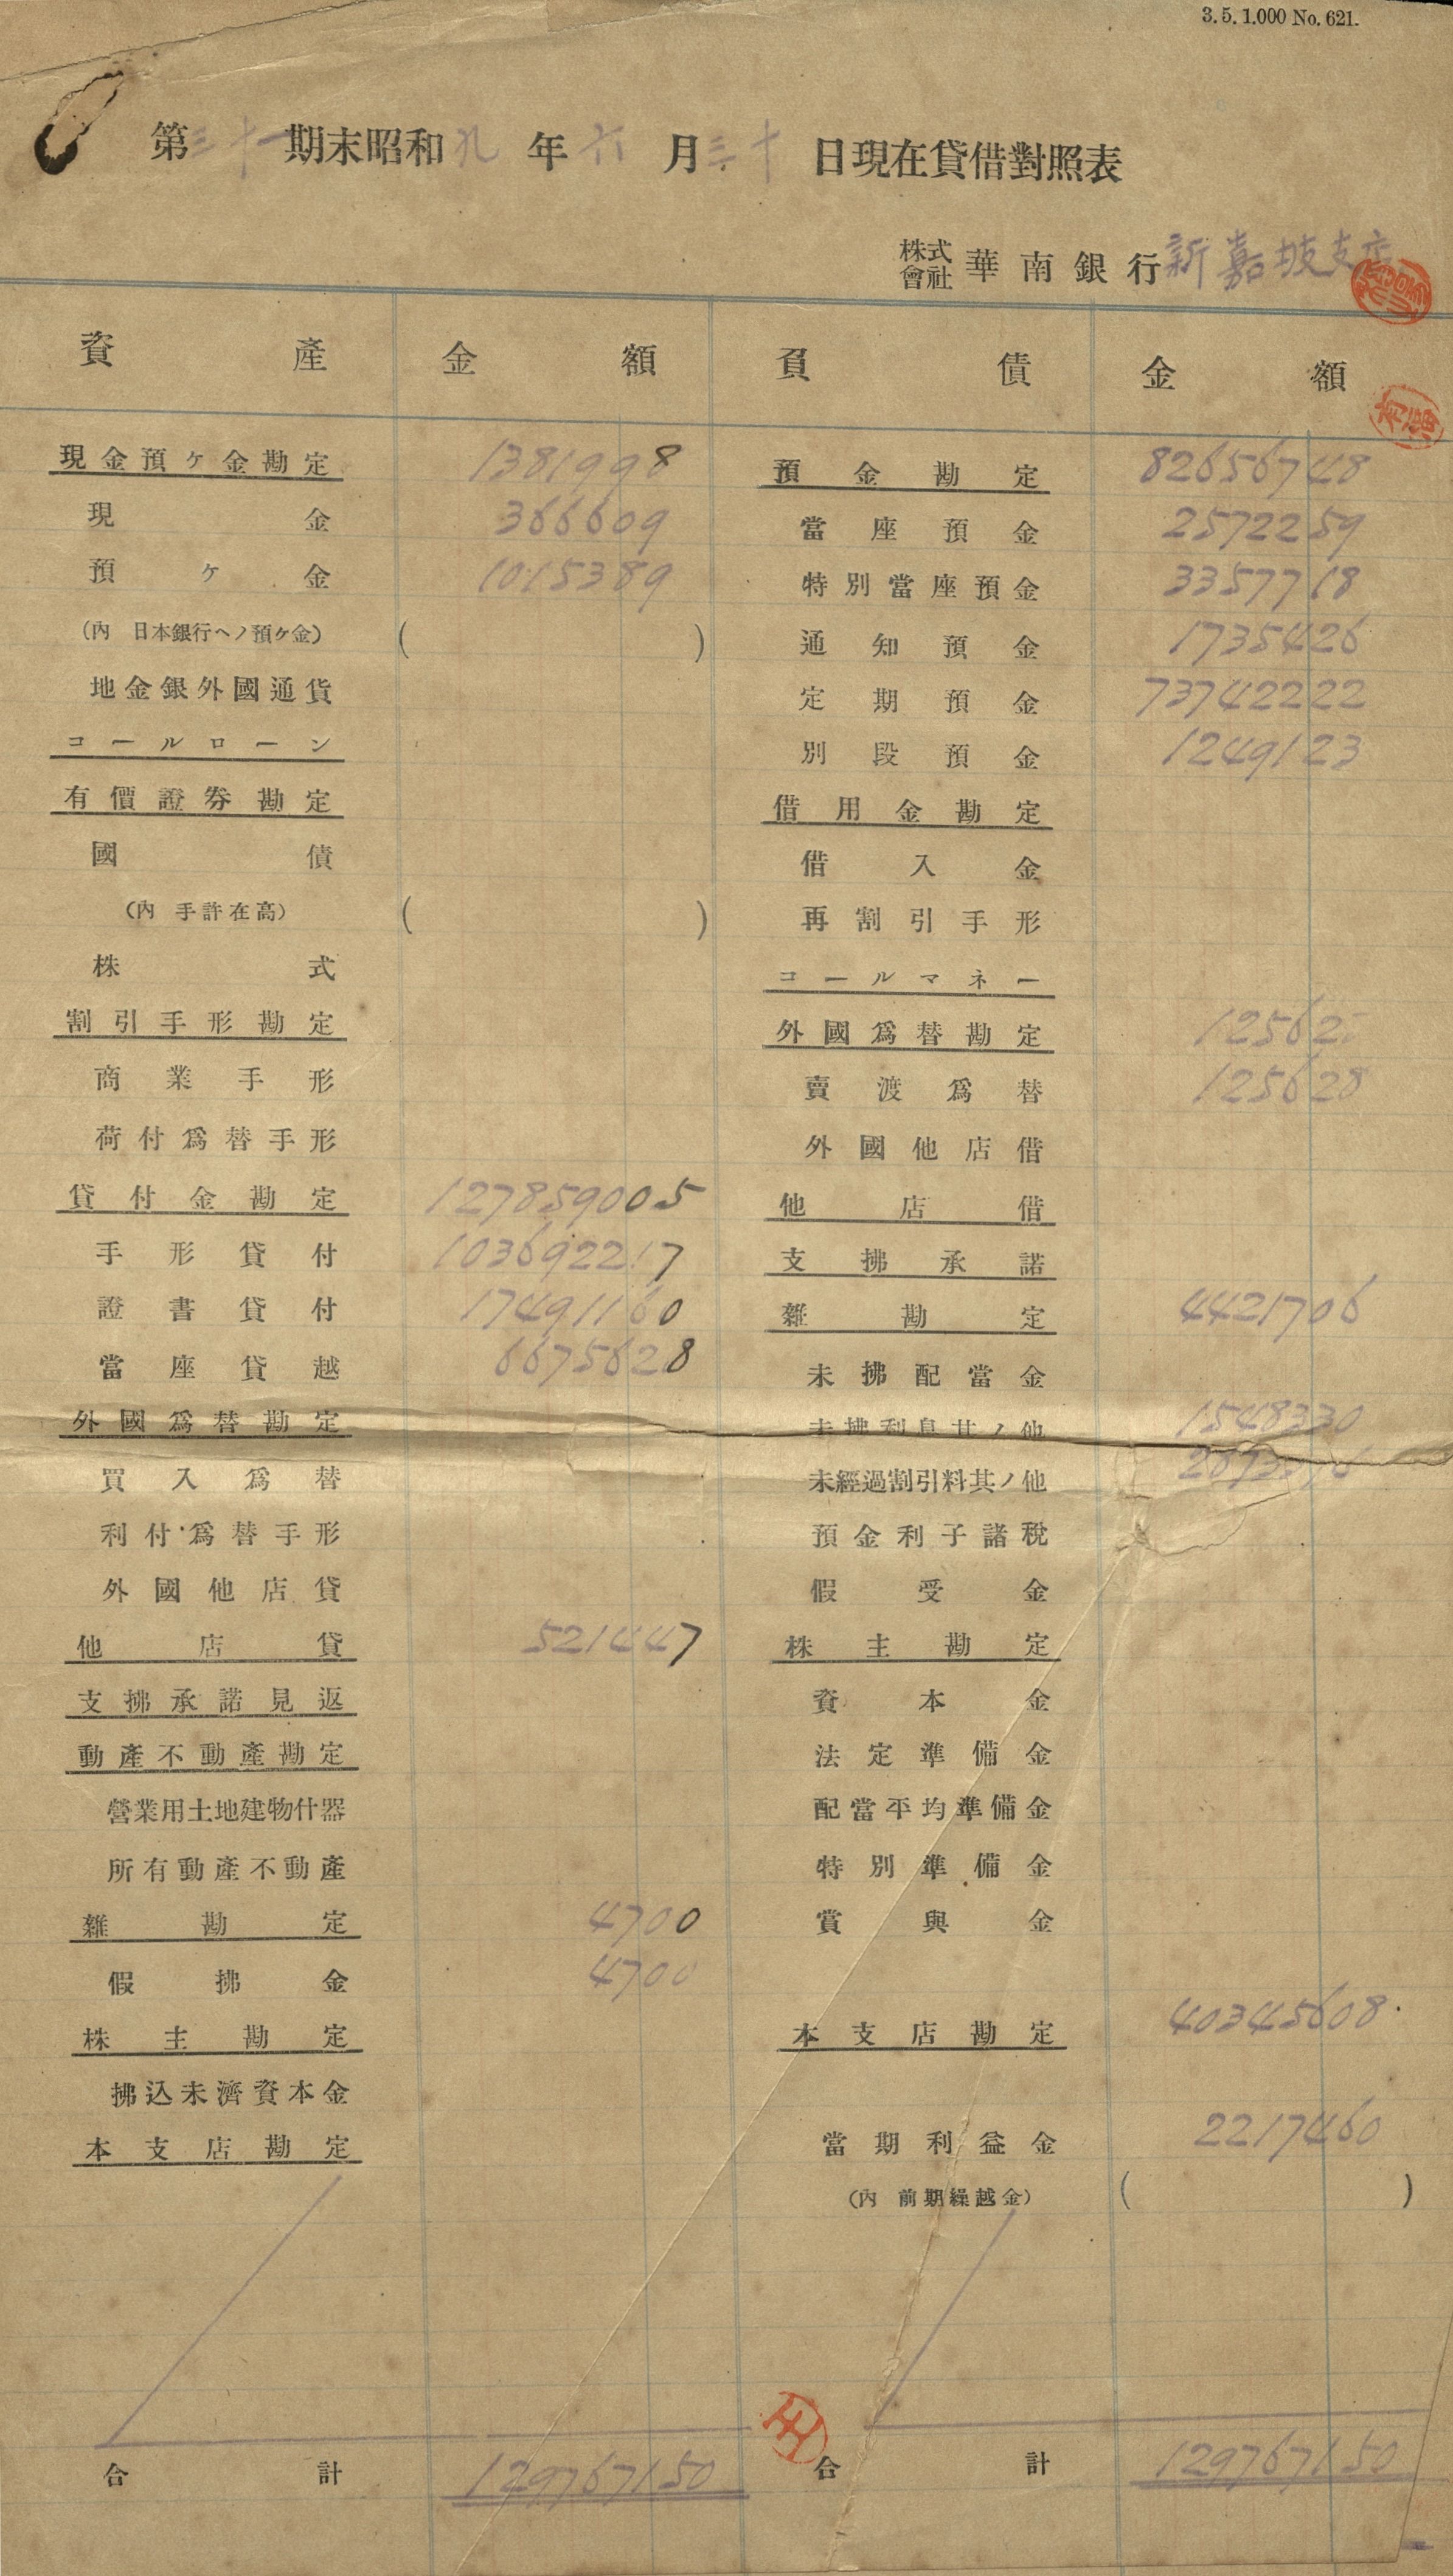 3.5.1.000 No. 621.
第三十一期末昭和九年六月三十日現在貸借對照表
株式會社華南銀行新嘉坡支店
資產 金額 負債 金額
現金預ケ金勘定 1381998 預金勘定 82656748
現金 366609 當座預金 2572259
預ケ金 1015389 特別當座預金 3357718
(內 日本銀行ヘノ預ケ金) ( ) 通知預金 1735426
地金銀外國通貨 定期預金 73742222
コールローン 別段預金 1249123
有價證券勘定 借用金勘定
國債 借入金
(內 手許在高) ( ) 再割引手形
株式 コールマネー
割引手形勘定 外國爲替勘定
商業手形 賣渡爲替 125628
荷付爲替手形 外國他店借
貸付金勘定 127859005 他店借
手形貸付 103692217 支拂承諾
證書貸付 17491160 雜勘定 4421706
當座貸越 6675628 未拂配當金
外國爲替勘定 未拂利息其ノ他 1548330
買入爲替 未經過割引料其ノ他
利付爲替手形 預金利子諸稅
外國他店貸 假受金
他店貸 521447 株主勘定
支拂承諾見返 資本金
動產不動產勘定 法定準備金
營業用土地建物什器 配當平均準備金
所有動產不動產 特別準備金
雜勘定 4700 賞與金
假拂金 4700
株主勘定 本支店勘定 40345608
拂込未濟資本金
本支店勘定 當期利益金 2217460
(內 前期繰越金) ( )
合計 129767150 合計 129767150